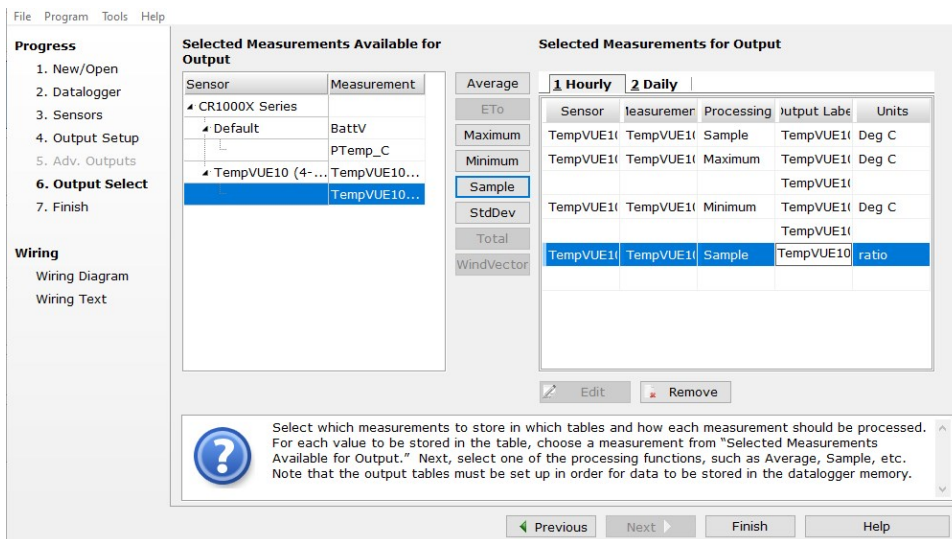 File Program Tools Help
Progress
1. New/Open
2. Datalogger
3. Sensors
4. Output Setup
5. Adv. Outputs
6. Output Select
7. Finish
Wiring
Wiring Diagram
Wiring Text
Selected Measurements Available for
Output
Sensor Measurement
CR1000X Series
Default BattV
PTemp_C
TempVUE10 (4-... TempVUE10...
TempVUE10...
Average
ETo
Maximum
Minimum
Sample
StdDev
Total
WindVector
Selected Measurements for Output
1 Hourly 2 Daily
Sensor Processing Units
TempVUE1( TempVUE1( Sample TempVUE1( Deg C
TempVUE1( TempVUE1( Maximum TempVUE1( Deg C
TempVUE1(
TempVUE1( TempVUE1( Minimum TempVUE1( Deg C
TempVUE1(
TempVUE1( TempVUE1( Sample TempVUE10 ratio
Edit Remove
Select which measurements to store in which tables and how each measurement should be processed.
For each value to be stored in the table, choose a measurement from "Selected Measurements
Available for Output." Next, select one of the processing functions, such as Average, Sample, etc.
Note that the output tables must be set up in order for data to be stored in the datalogger memory.
Previous Next Finish Help